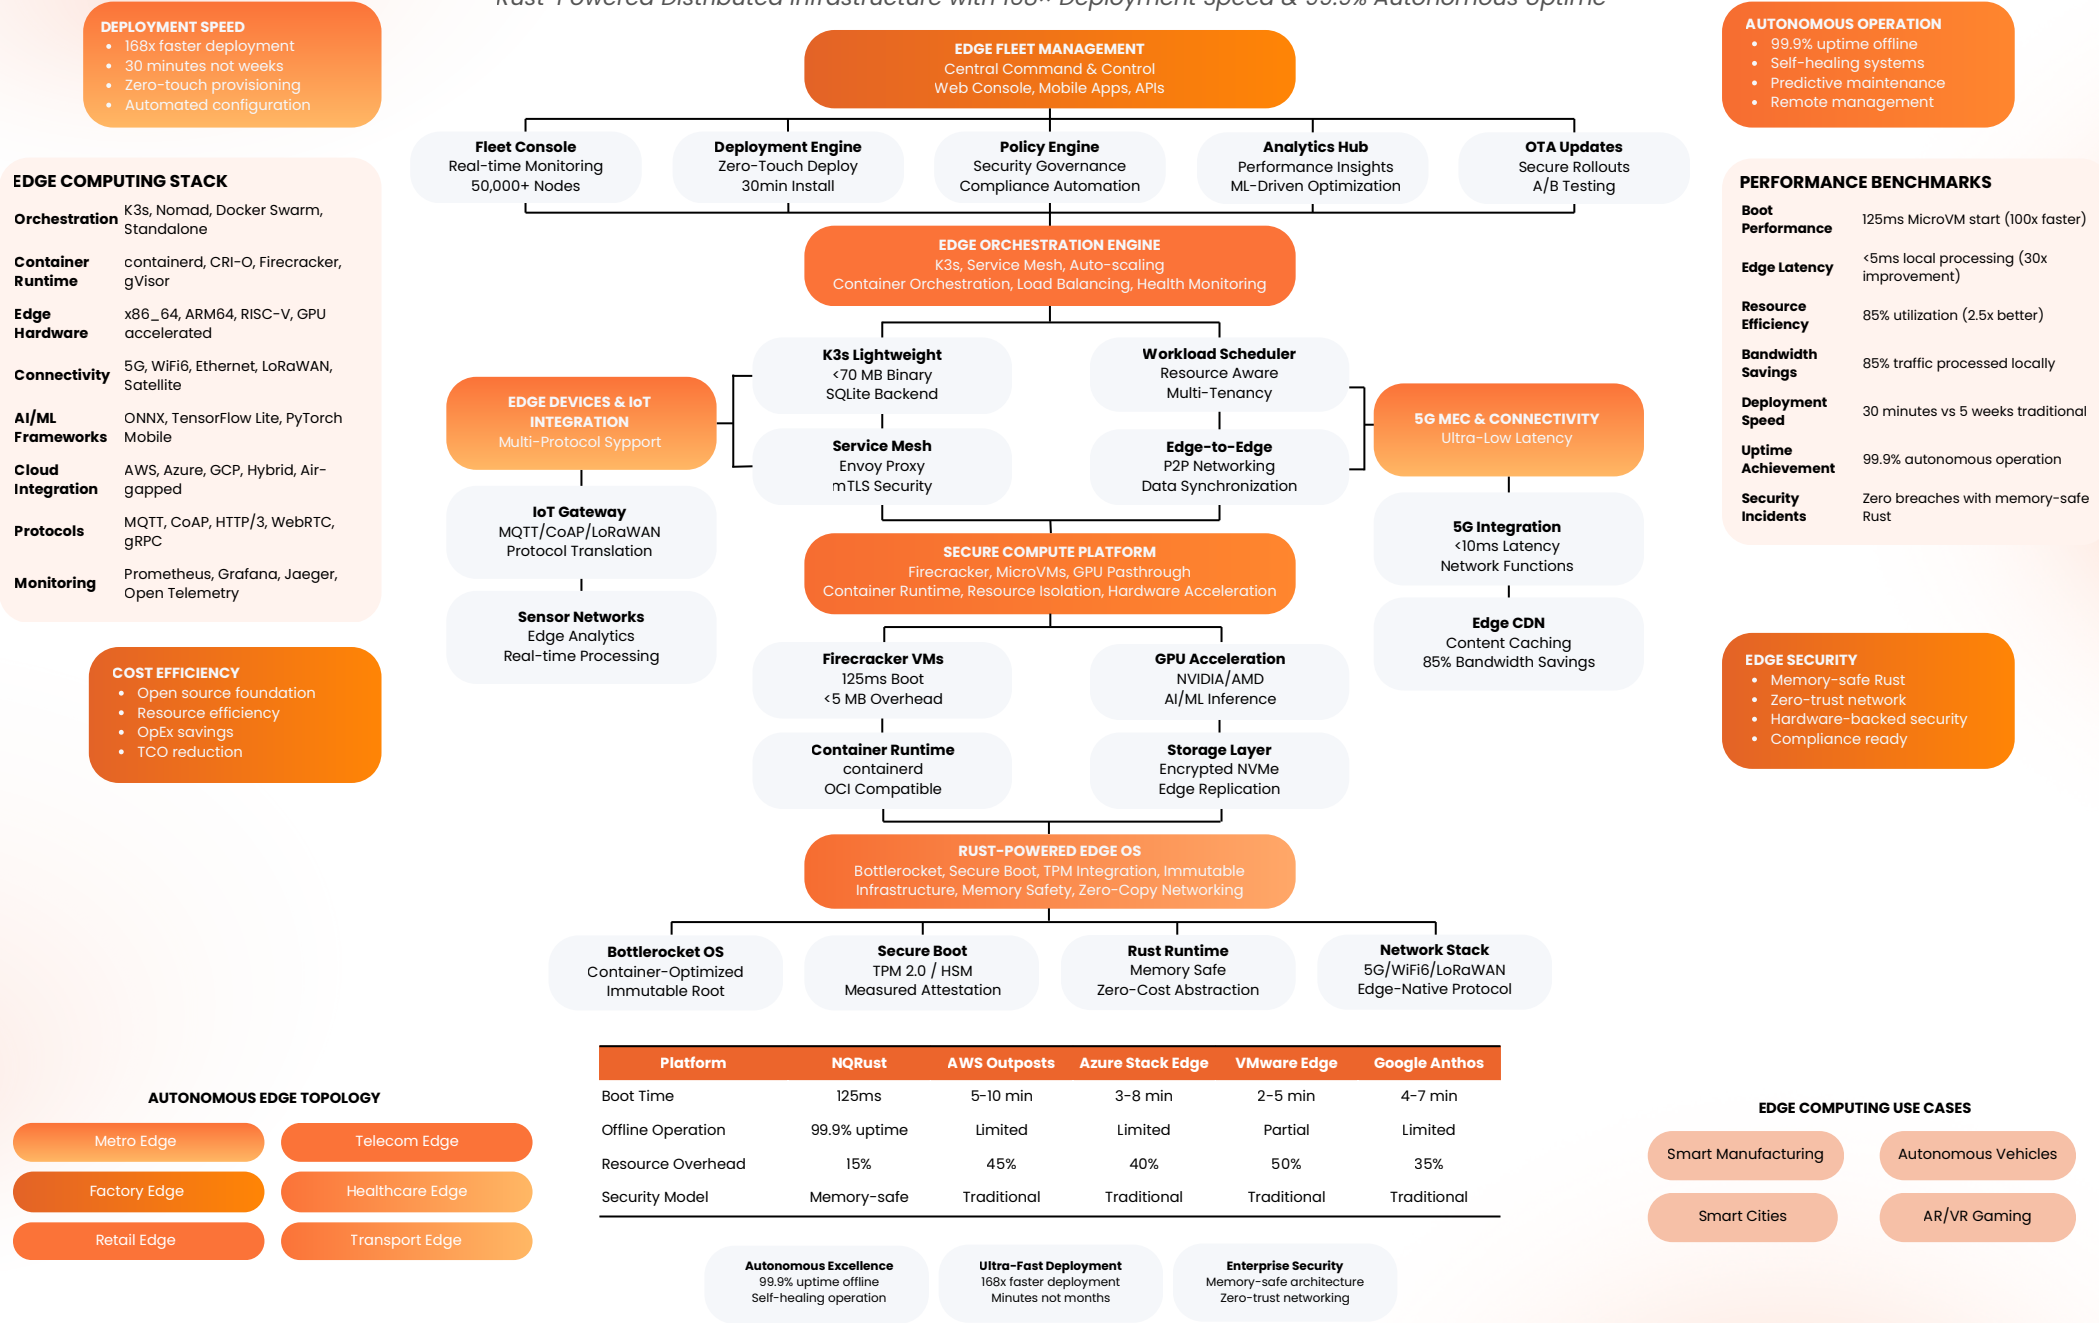 Rust-Powered Distributed Infrastructure with 168× Deployment Speed & 99.9% Autonomous Uptime
DEPLOYMENT SPEED
• 168x faster deployment
• 30 minutes not weeks
• Zero-touch provisioning
• Automated configuration
EDGE FLEET MANAGEMENT
Central Command & Control
Web Console, Mobile Apps, APIs
AUTONOMOUS OPERATION
• 99.9% uptime offline
• Self-healing systems
• Predictive maintenance
• Remote management
Fleet Console
Real-time Monitoring
50,000+ Nodes
Deployment Engine
Zero-Touch Deploy
30min Install
Policy Engine
Security Governance
Compliance Automation
Analytics Hub
Performance Insights
ML-Driven Optimization
OTA Updates
Secure Rollouts
A/B Testing
EDGE COMPUTING STACK
Orchestration K3s, Nomad, Docker Swarm,
Standalone
Container
Runtime
containerd, CRI-O, Firecracker,
gVisor
Edge
Hardware
x86_64, ARM64, RISC-V, GPU
accelerated
Connectivity 5G, WiFi6, Ethernet, LoRaWAN,
Satellite
AI/ML
Frameworks
ONNX, TensorFlow Lite, PyTorch
Mobile
Cloud
Integration
AWS, Azure, GCP, Hybrid, Air-
gapped
Protocols MQTT, CoAP, HTTP/3, WebRTC,
gRPC
Monitoring Prometheus, Grafana, Jaeger,
Open Telemetry
EDGE ORCHESTRATION ENGINE
K3s, Service Mesh, Auto-scaling
Container Orchestration, Load Balancing, Health Monitoring
PERFORMANCE BENCHMARKS
Boot
Performance
125ms MicroVM start (100x faster)
Edge Latency <5ms local processing (30x
improvement)
Resource
Efficiency
85% utilization (2.5x better)
Bandwidth
Savings
85% traffic processed locally
Deployment
Speed
30 minutes vs 5 weeks traditional
Uptime
Achievement
99.9% autonomous operation
Security
Incidents
Zero breaches with memory-safe
Rust
K3s Lightweight
<70 MB Binary
SQLite Backend
Workload Scheduler
Resource Aware
Multi-Tenancy
EDGE DEVICES & IoT
INTEGRATION
Multi-Protocol Sypport
5G MEC & CONNECTIVITY
Ultra-Low Latency
Service Mesh
Envoy Proxy
mTLS Security
Edge-to-Edge
P2P Networking
Data Synchronization
IoT Gateway
MQTT/CoAP/LoRaWAN
Protocol Translation
5G Integration
<10ms Latency
Network Functions
SECURE COMPUTE PLATFORM
Firecracker, MicroVMs, GPU Pasthrough
Container Runtime, Resource Isolation, Hardware Acceleration
Sensor Networks
Edge Analytics
Real-time Processing
Edge CDN
Content Caching
85% Bandwidth Savings
COST EFFICIENCY
• Open source foundation
• Resource efficiency
• OpEx savings
• TCO reduction
Firecracker VMs
125ms Boot
<5 MB Overhead
GPU Acceleration
NVIDIA/AMD
AI/ML Inference
EDGE SECURITY
• Memory-safe Rust
• Zero-trust network
• Hardware-backed security
• Compliance ready
Container Runtime
containerd
OCI Compatible
Storage Layer
Encrypted NVMe
Edge Replication
RUST-POWERED EDGE OS
Bottlerocket, Secure Boot, TPM Integration, Immutable
Infrastructure, Memory Safety, Zero-Copy Networking
Bottlerocket OS
Container-Optimized
Immutable Root
Secure Boot
TPM 2.0 / HSM
Measured Attestation
Rust Runtime
Memory Safe
Zero-Cost Abstraction
Network Stack
5G/WiFi6/LoRaWAN
Edge-Native Protocol
Platform NQRust AWS Outposts Azure Stack Edge VMware Edge Google Anthos
Boot Time 125ms 5-10 min 3-8 min 2-5 min 4-7 min
Offline Operation 99.9% uptime Limited Limited Partial Limited
Resource Overhead 15% 45% 40% 50% 35%
Security Model Memory-safe Traditional Traditional Traditional Traditional
AUTONOMOUS EDGE TOPOLOGY
Metro Edge Telecom Edge
Factory Edge Healthcare Edge
Retail Edge Transport Edge
EDGE COMPUTING USE CASES
Smart Manufacturing Autonomous Vehicles
Smart Cities AR/VR Gaming
Autonomous Excellence
99.9% uptime offline
Self-healing operation
Ultra-Fast Deployment
168x faster deployment
Minutes not months
Enterprise Security
Memory-safe architecture
Zero-trust networking